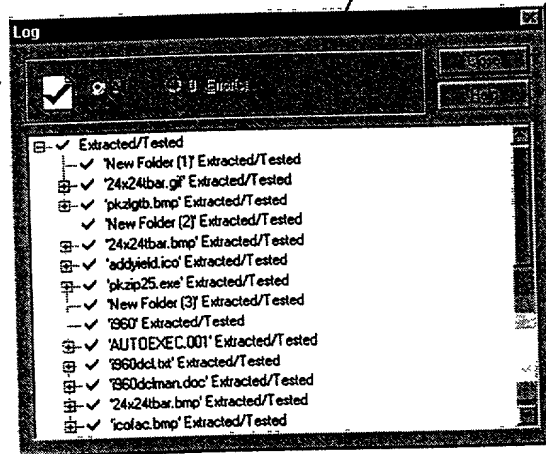 Log
Error(s)
Extracted/Tested
'New Folder (1)' Extracted/Tested
'24x24tbar.gif' Extracted/Tested
'pkzlgtb.bmp' Extracted/Tested
'New Folder (2)' Extracted/Tested
'24x24tbar.bmp' Extracted/Tested
'addyield.ico' Extracted/Tested
'pkzip25.exe' Extracted/Tested
'New Folder (3)' Extracted/Tested
'i960' Extracted/Tested
'AUTOEXEC.001' Extracted/Tested
'i960dcl.txt' Extracted/Tested
'i960dclman.doc' Extracted/Tested
'24x24tbar.bmp' Extracted/Tested
'icofac.bmp' Extracted/Tested